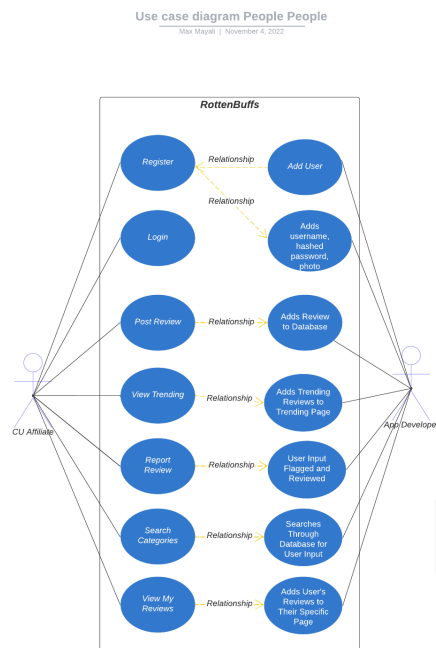 Use case diagram People People
Max Mayali | November 4, 2022
RottenBuffs
Register
Relationship
Add User
Relationship
Login
Adds
username,
hashed
password,
photo
Post Review
Relationship
Adds Review
to Database
View Trending
Relationship
Adds Trending
Reviews to
Trending Page
CU Affiliate
App Develope
Report
Review
Relationship
User Input
Flagged and
Reviewed
Search
Categories
Relationship
Searches
Through
Database for
User Input
View My
Reviews
Relationship
Adds User's
Reviews to
Their Specific
Page